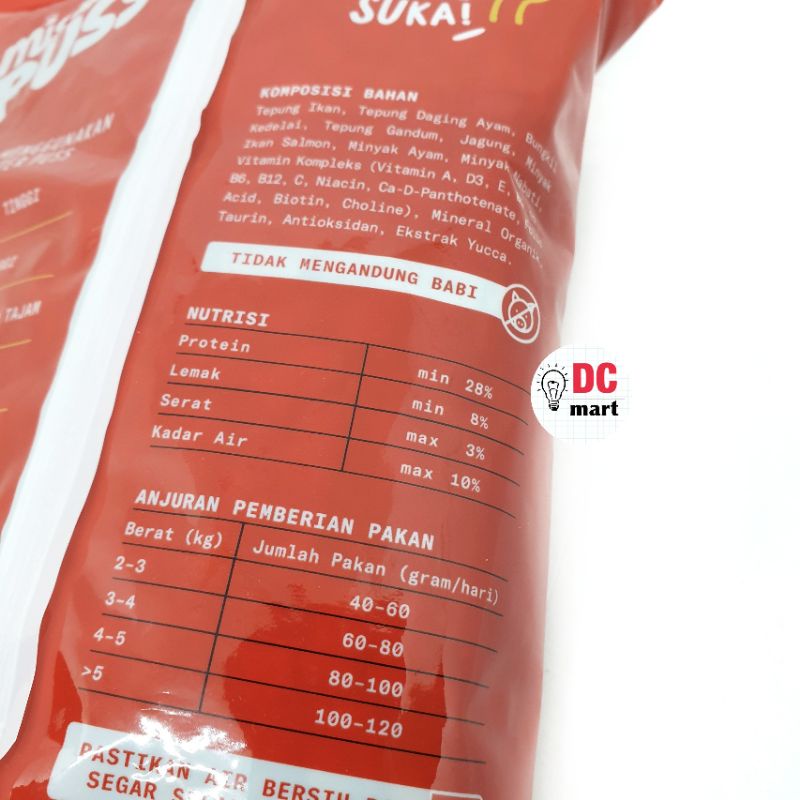 SUKA!
PUSS
KOMPOSISI BAHAN
Tepung Ikan, Tepung Daging Ayam, Bungkil
Kedelai, Tepung Gandum, Jagung, Minyak
Ikan Salmon, Minyak Ayam, Minyak Nabati,
Vitamin Kompleks (Vitamin A, D3, E,
B6, B12, C, Niacin, Ca-D-Panthotenate,
Acid, Biotin, Choline), Mineral Organik,
Taurin, Antioksidan, Ekstrak Yucca.
TINGGI
TAJAM
TIDAK MENGANDUNG BABI
NUTRISI
Protein min 28%
Lemak min 8%
Serat max 3%
Kadar Air max 10%
DC
mart
ANJURAN PEMBERIAN PAKAN
Berat (kg) Jumlah Pakan (gram/hari)
2-3 40-60
3-4 60-80
4-5 80-100
>5 100-120
PASTIKAN AIR BERSIH
SEGAR